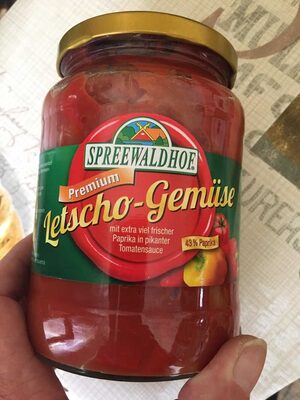 SPREEWALDHOF
Premium
Letscho-Gemüse
mit extra viel frischer
Paprika in pikanter
Tomatensauce
43% Paprika